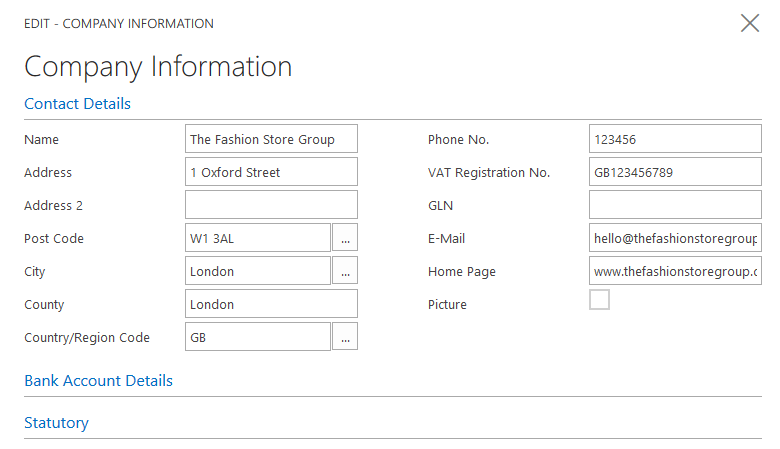 EDIT - COMPANY INFORMATION
Company Information
Contact Details
Name The Fashion Store Group
Address 1 Oxford Street
Address 2
Post Code W1 3AL ...
City London ...
County London
Country/Region Code GB ...
Phone No. 123456
VAT Registration No. GB123456789
GLN
E-Mail hello@thefashionstoregroup
Home Page www.thefashionstoregroup.c
Picture
Bank Account Details
Statutory